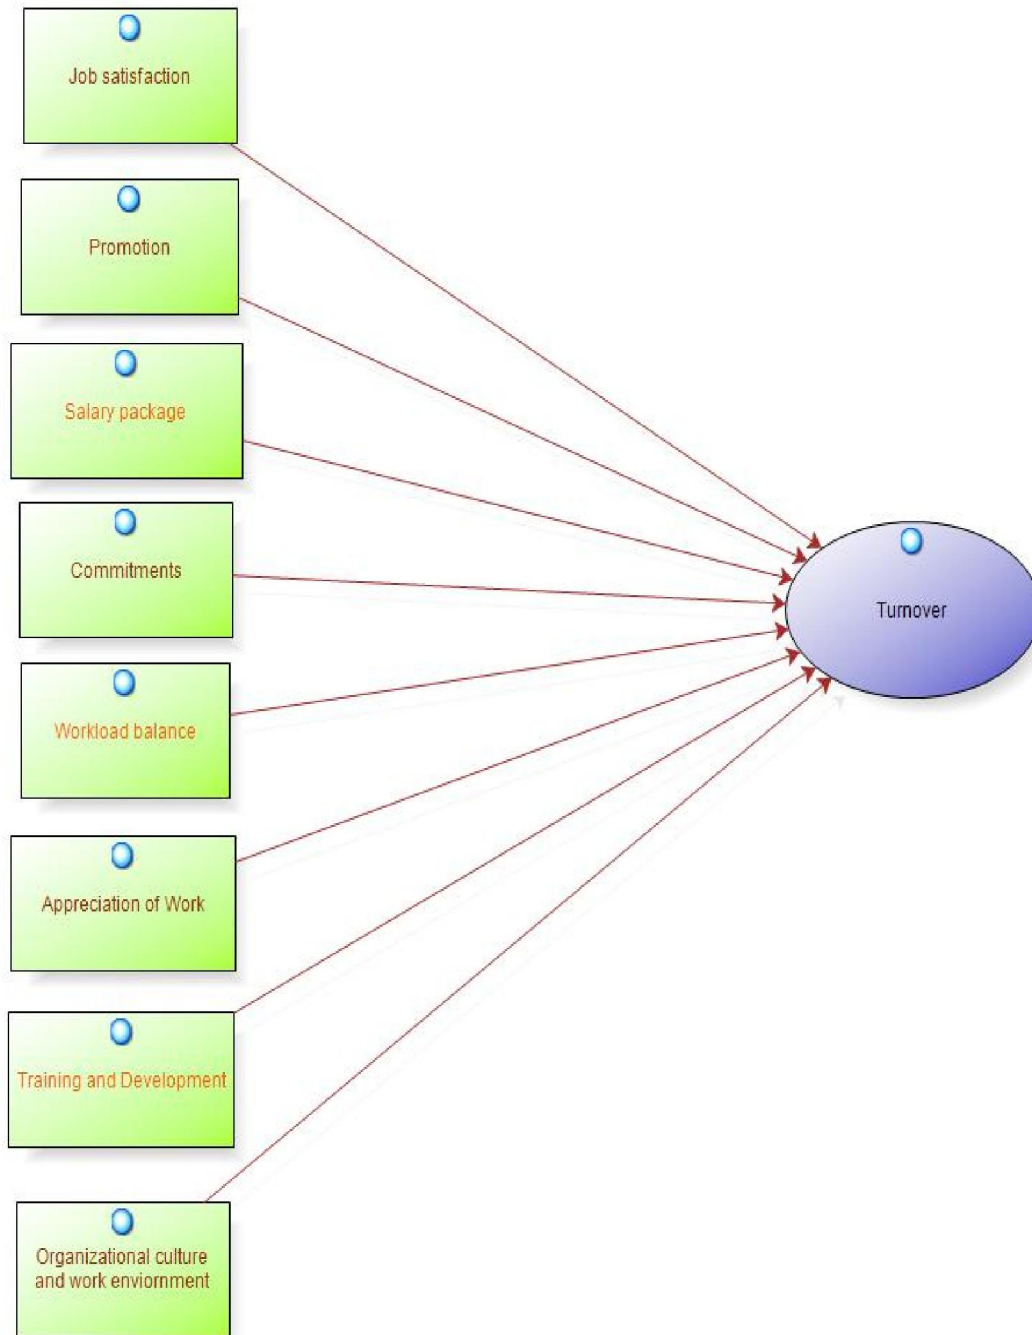 Job satisfaction
Promotion
Salary package
Commitments
Workload balance
Appreciation of Work
Training and Development
Organizational culture
and work enviornment
Turnover